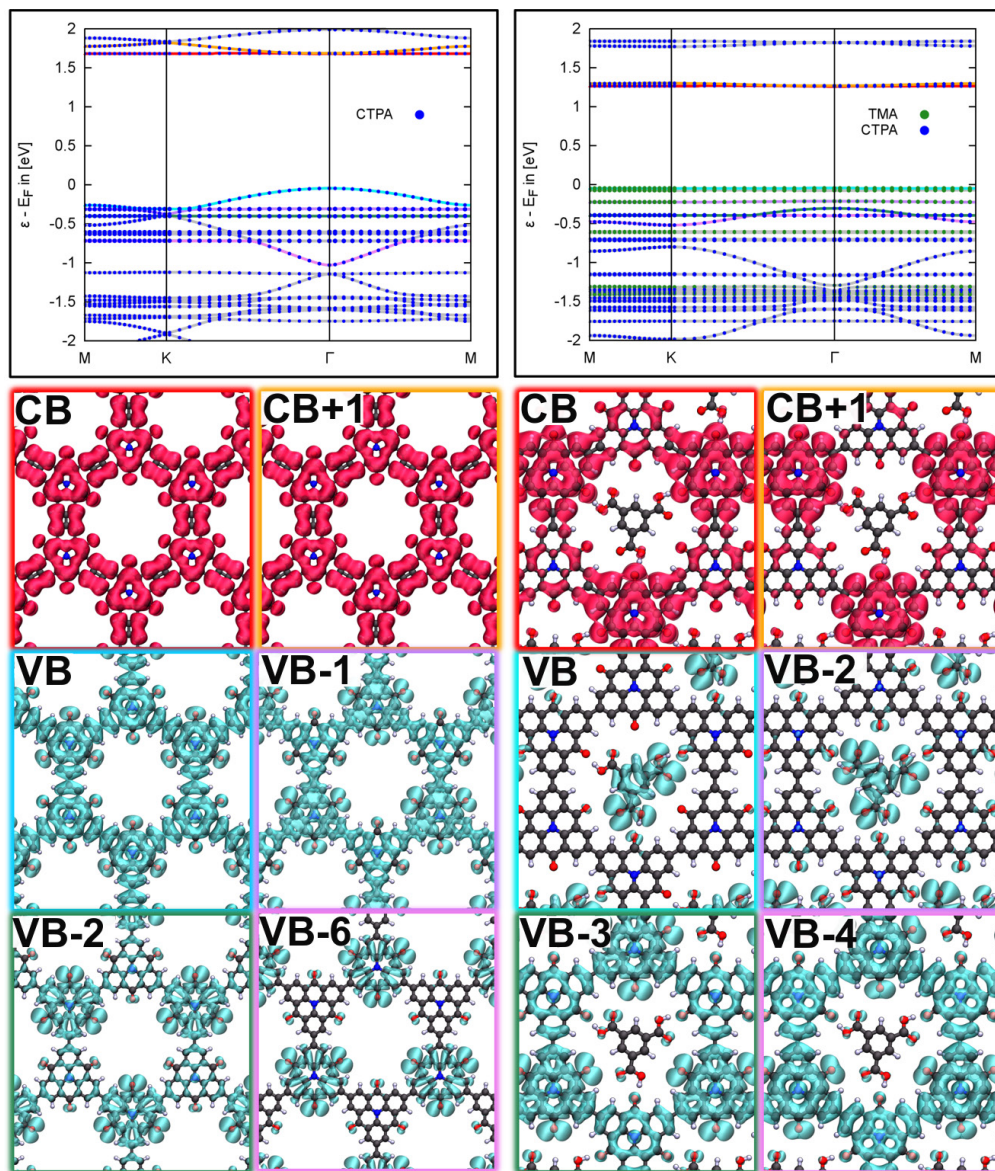 2
1.5
1
0.5
0
-0.5
-1
-1.5
-2
ε - E_F in [eV]
CTPA
M K Γ M
2
1.5
1
0.5
0
-0.5
-1
-1.5
-2
ε - E_F in [eV]
TMA
CTPA
M K Γ M
CB CB+1 CB CB+1
VB VB-1 VB VB-2
VB-2 VB-6 VB-3 VB-4